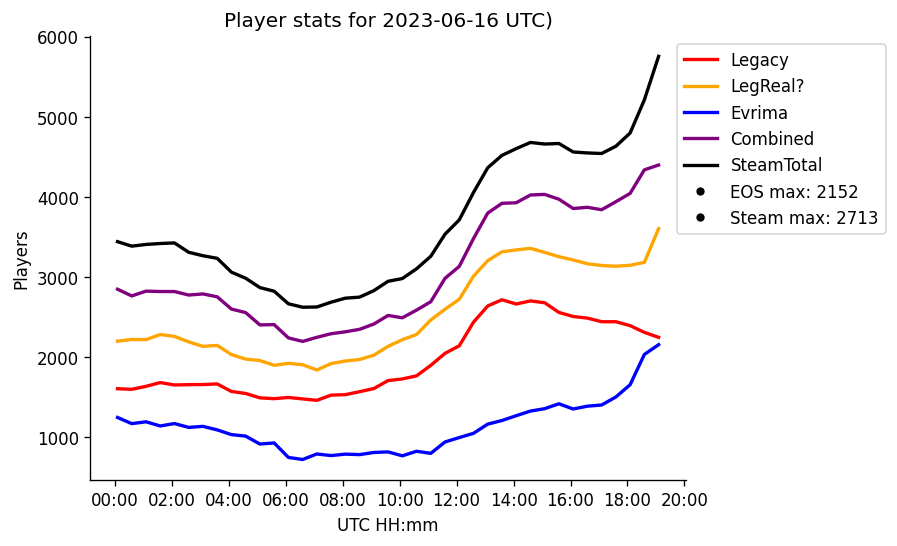 Player stats for 2023-06-16 UTC)
6000
5000
4000
3000
2000
1000
Players
00:00 02:00 04:00 06:00 08:00 10:00 12:00 14:00 16:00 18:00 20:00
UTC HH:mm
Legacy
LegReal?
Evrima
Combined
SteamTotal
EOS max: 2152
Steam max: 2713